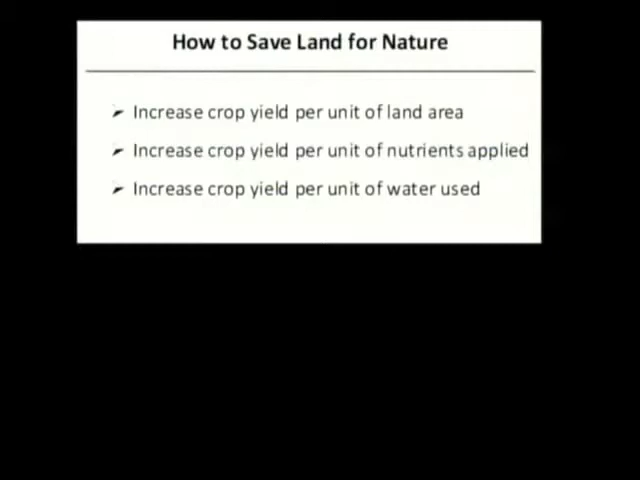 How to Save Land for Nature
Increase crop yield per unit of land area
Increase crop yield per unit of nutrients applied
Increase crop yield per unit of water used